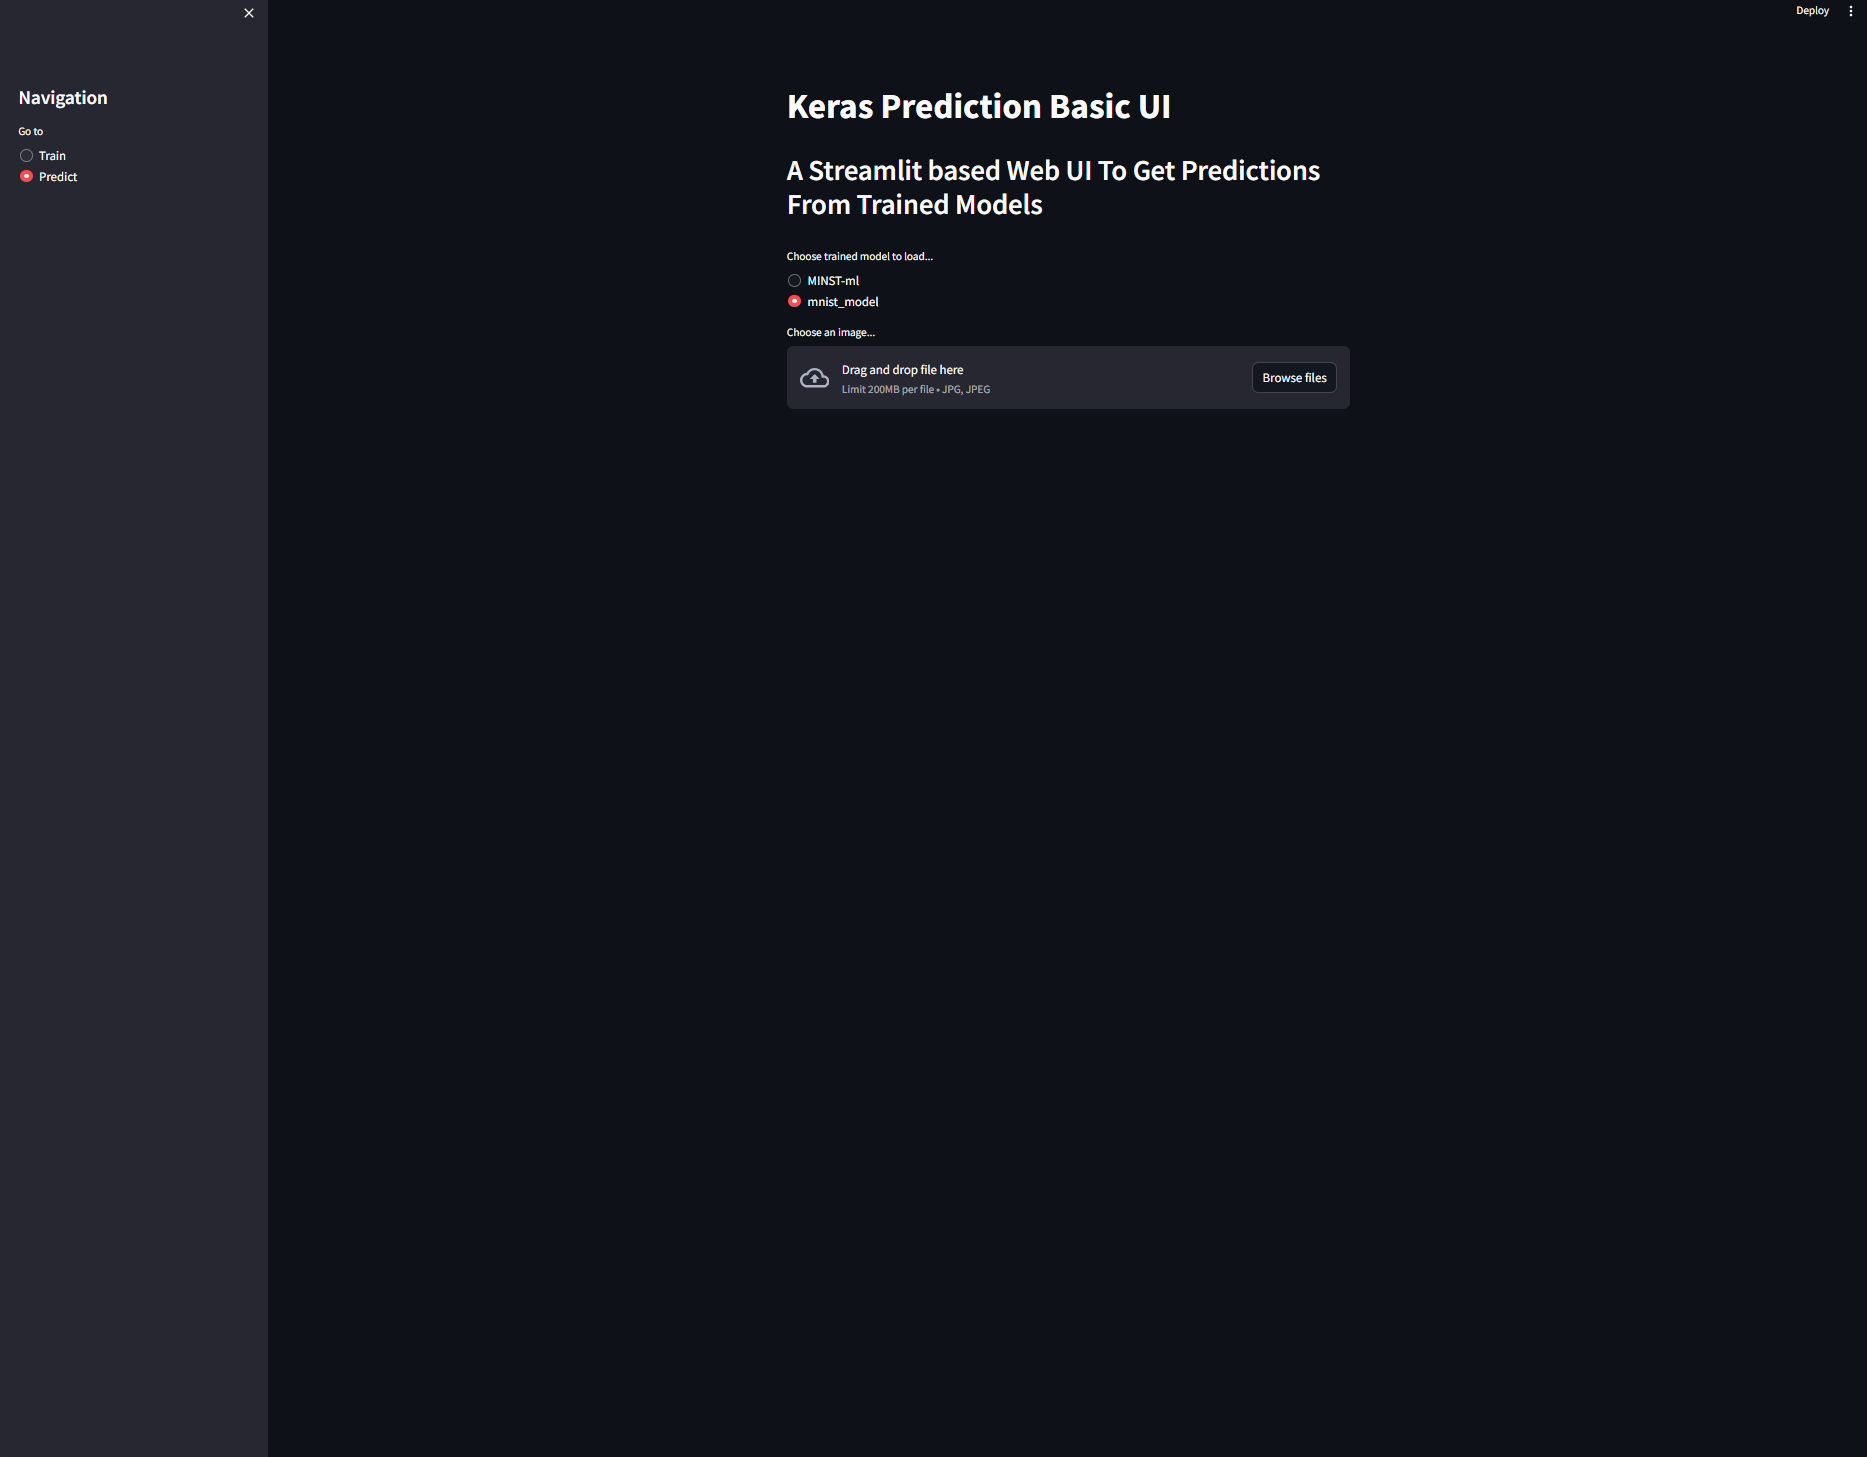 Deploy
Navigation
Go to
Train
Predict
Keras Prediction Basic UI
A Streamlit based Web UI To Get Predictions
From Trained Models
Choose trained model to load...
MINST-ml
mnist_model
Choose an image...
Drag and drop file here
Limit 200MB per file • JPG, JPEG
Browse files